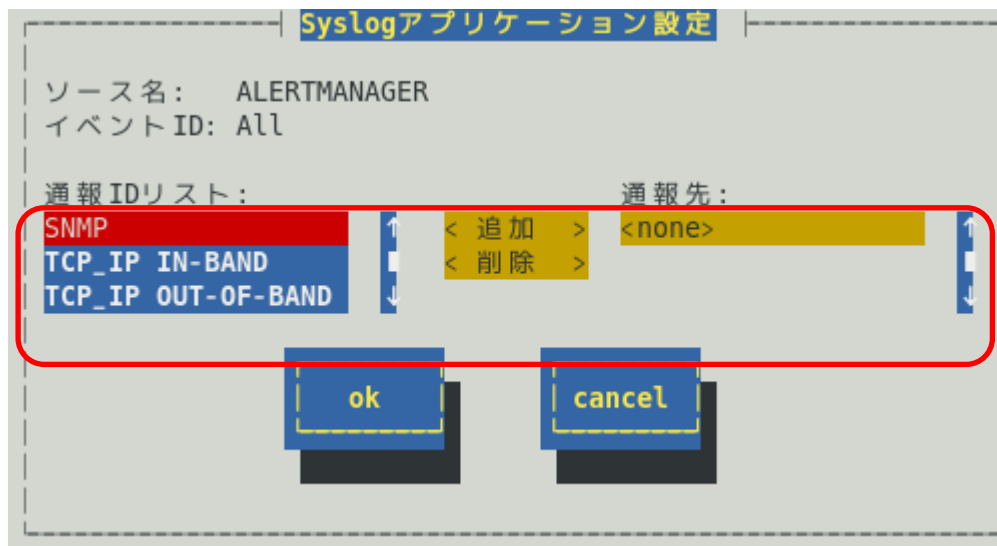 Syslogアプリケーション設定
ソース名: ALERTMANAGER
イベントID: All
通報IDリスト: 通報先:
SNMP ↑ < 追加 > <none> ↑
TCP_IP IN-BAND < 削除 >
TCP_IP OUT-OF-BAND ↓ ↓
ok cancel